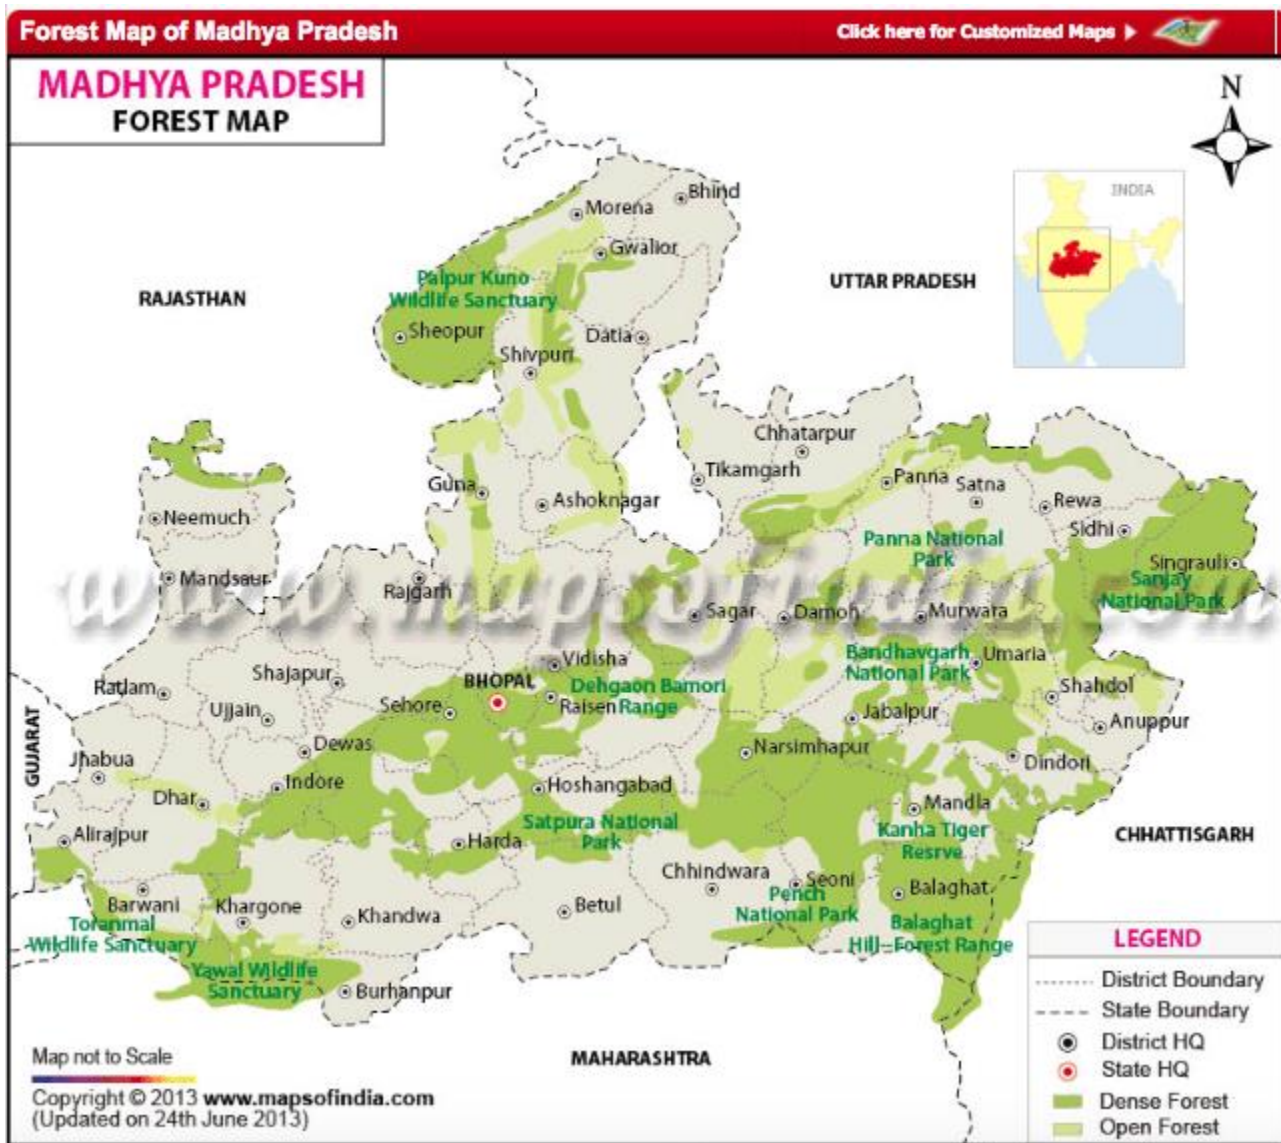 Forest Map of Madhya Pradesh
Click here for Customized Maps
MADHYA PRADESH
FOREST MAP
N
INDIA
Bhind
Morena
Gwalior
UTTAR PRADESH
RAJASTHAN
Palpur Kuno
Wildlife Sanctuary
Sheopur
Datia
Shivpuri
Chhatarpur
Tikamgarh
Panna
Satna
Rewa
Guna
Ashoknagar
Neemuch
Sidhi
Panna National
Park
Singrauli
Sanjay
National Park
Mandsaur
Rajgarh
www.mapsofindia.com
Sagar
Damoh
Murwara
Vidisha
Bandhavgarh
National Park
Umaria
Shajapur
BHOPAL
Dehgaon Bamori
Range
Ratlam
Sehore
Raisen
Shahdol
Ujjain
Jabalpur
Anuppur
GUJARAT
Dewas
Narsimhapur
Jhabua
Dindori
Indore
Hoshangabad
Dhar
Mandla
Satpura National
Park
Kanha Tiger
Resrve
CHHATTISGARH
Alirajpur
Harda
Chhindwara
Seoni
Balaghat
Pench
National Park
Barwani
Khargone
Khandwa
Betul
Toranmal
Wildlife Sanctuary
Balaghat
Hill-Forest Range
Yawal Wildlife
Sanctuary
Burhanpur
MAHARASHTRA
LEGEND
District Boundary
State Boundary
District HQ
State HQ
Dense Forest
Open Forest
Map not to Scale
Copyright © 2013 www.mapsofindia.com
(Updated on 24th June 2013)